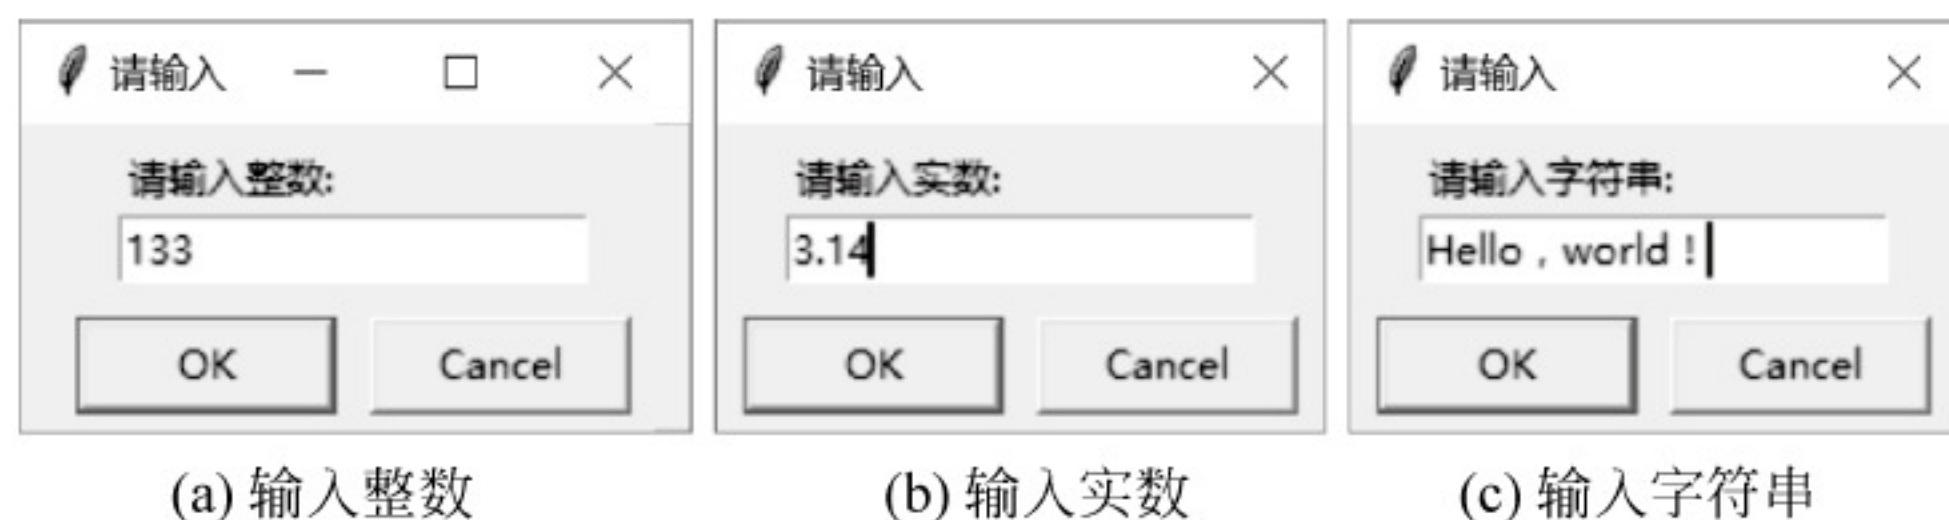 请输入
请输入整数:
133
OK Cancel
(a) 输入整数
请输入
请输入实数:
3.14
OK Cancel
(b) 输入实数
请输入
请输入字符串:
Hello，world！
OK Cancel
(c) 输入字符串